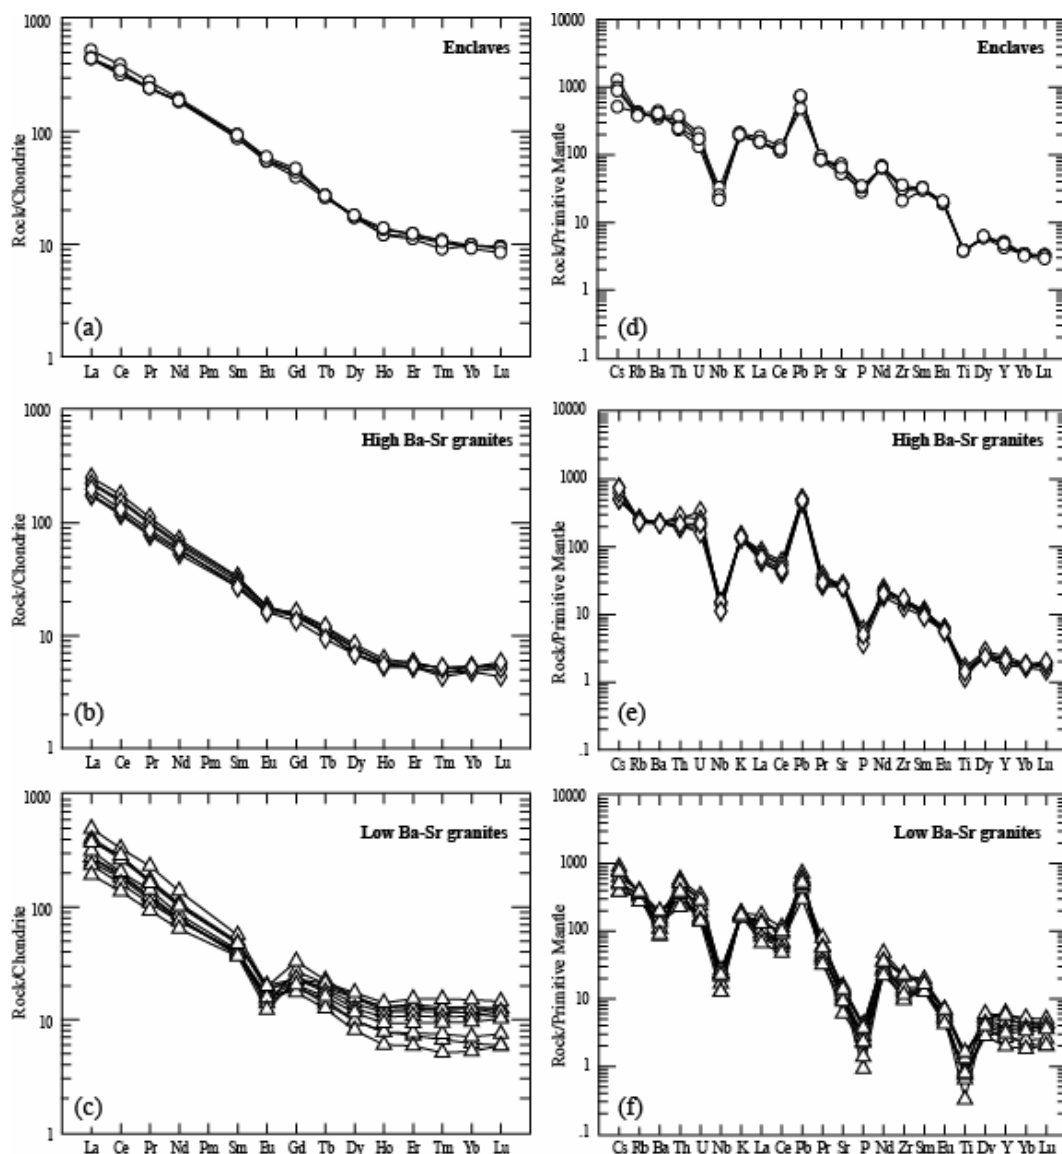 1000
100
10
1
Rock/Chondrite
Enclaves
(a)
La Ce Pr Nd Pm Sm Eu Gd Tb Dy Ho Er Tm Yb Lu
10000
1000
100
10
1
.1
Rock/Primitive Mantle
Enclaves
(d)
Cs Rb Ba Th U Nb K La Ce Pb Pr Sr P Nd Zr Sm Eu Ti Dy Y Yb Lu
1000
100
10
1
Rock/Chondrite
High Ba-Sr granites
(b)
La Ce Pr Nd Pm Sm Eu Gd Tb Dy Ho Er Tm Yb Lu
10000
1000
100
10
1
.1
Rock/Primitive Mantle
High Ba-Sr granites
(e)
Cs Rb Ba Th U Nb K La Ce Pb Pr Sr P Nd Zr Sm Eu Ti Dy Y Yb Lu
1000
100
10
1
Rock/Chondrite
Low Ba-Sr granites
(c)
La Ce Pr Nd Pm Sm Eu Gd Tb Dy Ho Er Tm Yb Lu
10000
1000
100
10
1
.1
Rock/Primitive Mantle
Low Ba-Sr granites
(f)
Cs Rb Ba Th U Nb K La Ce Pb Pr Sr P Nd Zr Sm Eu Ti Dy Y Yb Lu